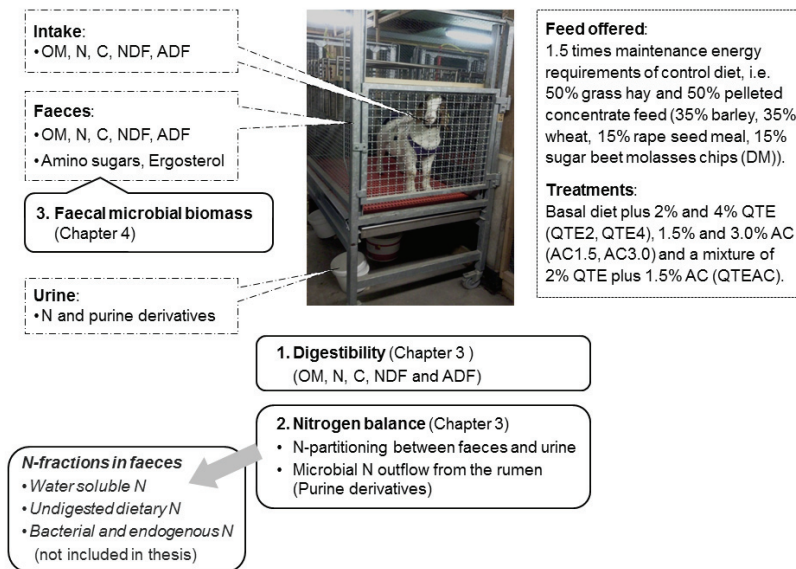 Intake:
•OM, N, C, NDF, ADF
Faeces:
•OM, N, C, NDF, ADF
•Amino sugars, Ergosterol
3. Faecal microbial biomass
(Chapter 4)
Urine:
•N and purine derivatives
Feed offered:
1.5 times maintenance energy
requirements of control diet, i.e.
50% grass hay and 50% pelleted
concentrate feed (35% barley, 35%
wheat, 15% rape seed meal, 15%
sugar beet molasses chips (DM)).
Treatments:
Basal diet plus 2% and 4% QTE
(QTE2, QTE4), 1.5% and 3.0% AC
(AC1.5, AC3.0) and a mixture of
2% QTE plus 1.5% AC (QTEAC).
1. Digestibility (Chapter 3 )
(OM, N, C, NDF and ADF)
2. Nitrogen balance (Chapter 3)
• N-partitioning between faeces and urine
• Microbial N outflow from the rumen
(Purine derivatives)
N-fractions in faeces
•Water soluble N
•Undigested dietary N
•Bacterial and endogenous N
(not included in thesis)